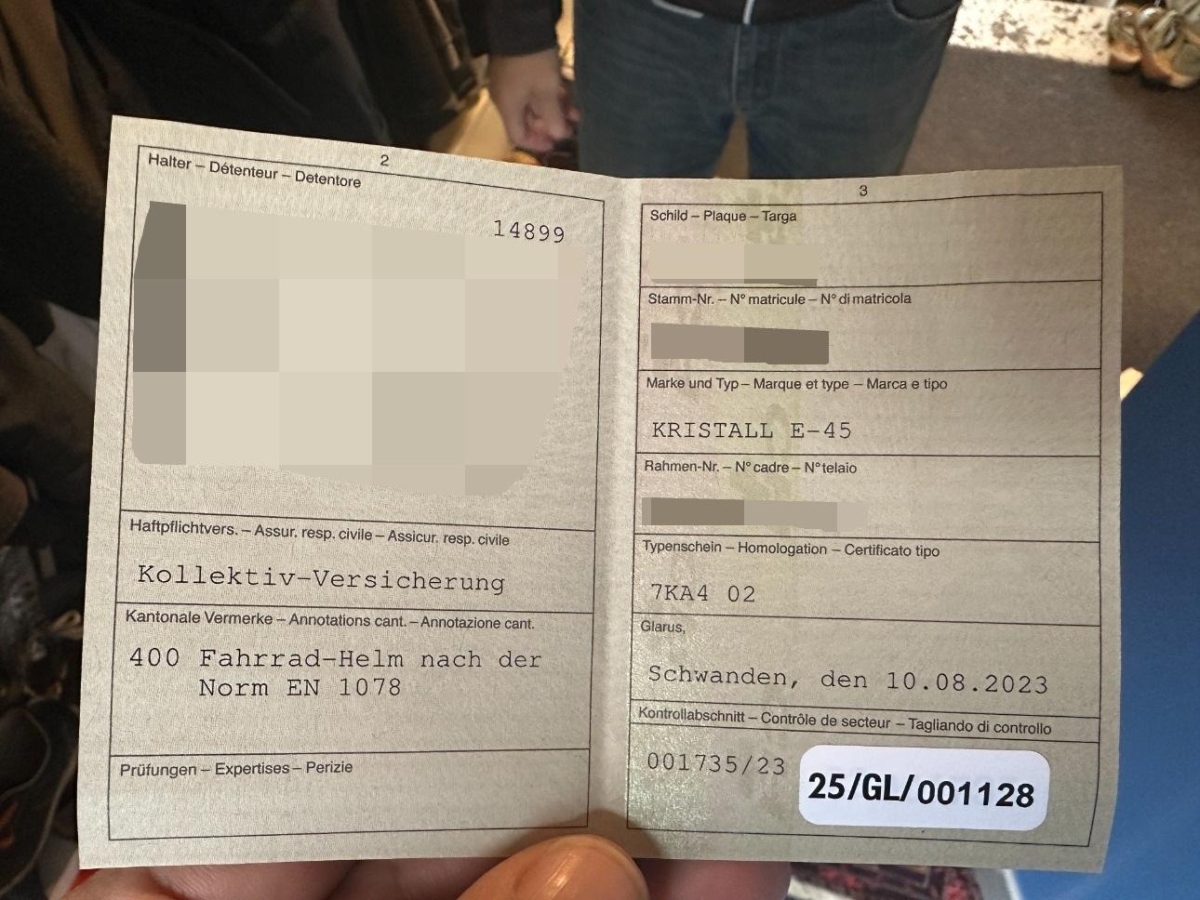 2
Halter – Détenteur – Detentore
14899
Haftpflichtvers. – Assur. resp. civile – Assicur. resp. civile
Kollektiv-Versicherung
Kantonale Vermerke – Annotations cant. – Annotazione cant.
400 Fahrrad-Helm nach der
Norm EN 1078
Prüfungen – Expertises – Perizie
3
Schild – Plaque – Targa
Stamm-Nr. – N° matricule – N° di matricola
Marke und Typ – Marque et type – Marca e tipo
KRISTALL E-45
Rahmen-Nr. – N° cadre – N° telaio
Typenschein – Homologation – Certificato tipo
7KA4 02
Glarus,
Schwanden, den 10.08.2023
Kontrollabschnitt – Contrôle de secteur – Tagliando di controllo
001735/23
25/GL/001128